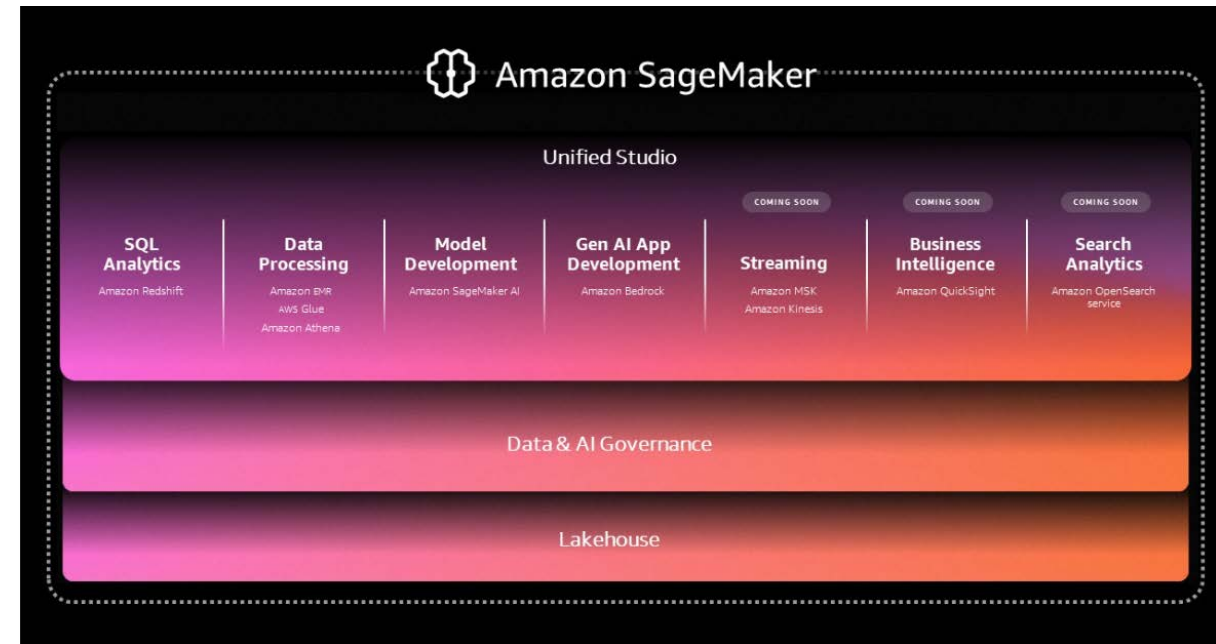 Amazon SageMaker
Unified Studio
SQL
Analytics
Amazon Redshift
Data
Processing
Amazon EMR
AWS Glue
Amazon Athena
Model
Development
Amazon SageMaker AI
Gen AI App
Development
Amazon Bedrock
COMING SOON
Streaming
Amazon MSK
Amazon Kinesis
COMING SOON
Business
Intelligence
Amazon QuickSight
COMING SOON
Search
Analytics
Amazon OpenSearch
service
Data & AI Governance
Lakehouse